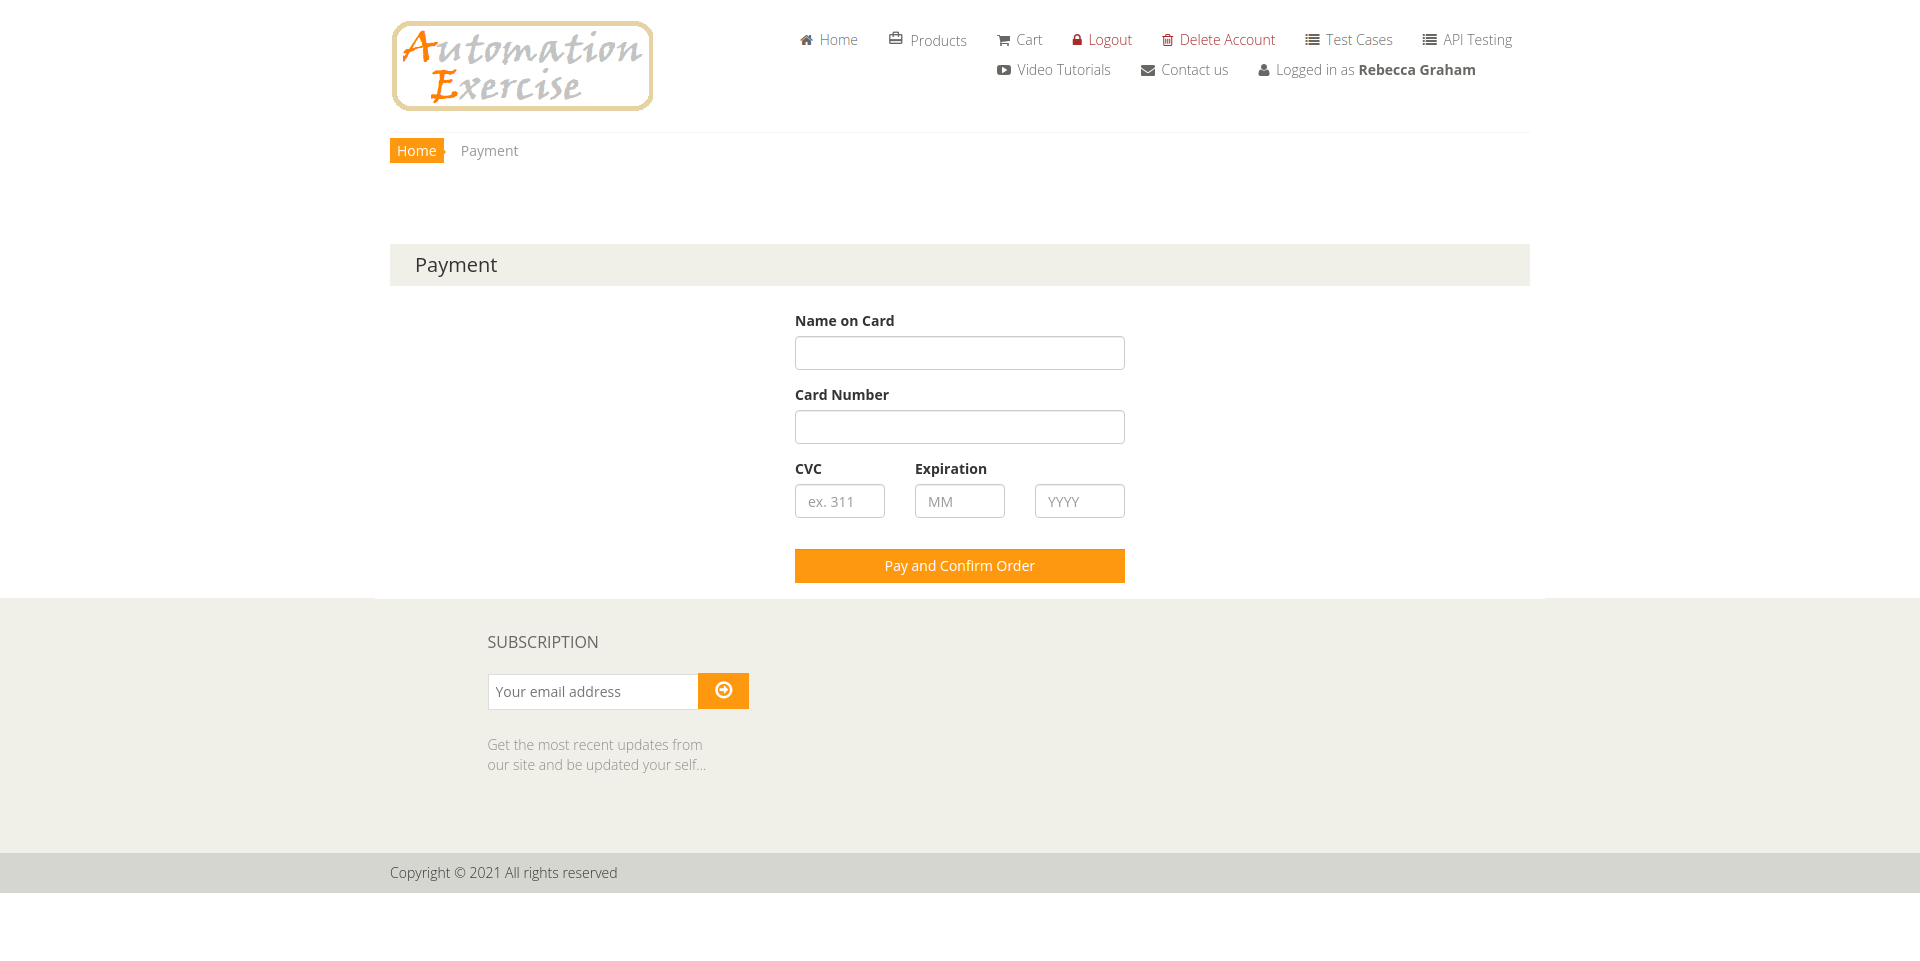 Automation
Exercise
Home
Products
Cart
Logout
Delete Account
Test Cases
API Testing
Video Tutorials
Contact us
Logged in as Rebecca Graham
Home
Payment
Payment
Name on Card
Card Number
CVC
Expiration
ex. 311
MM
YYYY
Pay and Confirm Order
SUBSCRIPTION
Your email address
Get the most recent updates from
our site and be updated your self...
Copyright © 2021 All rights reserved